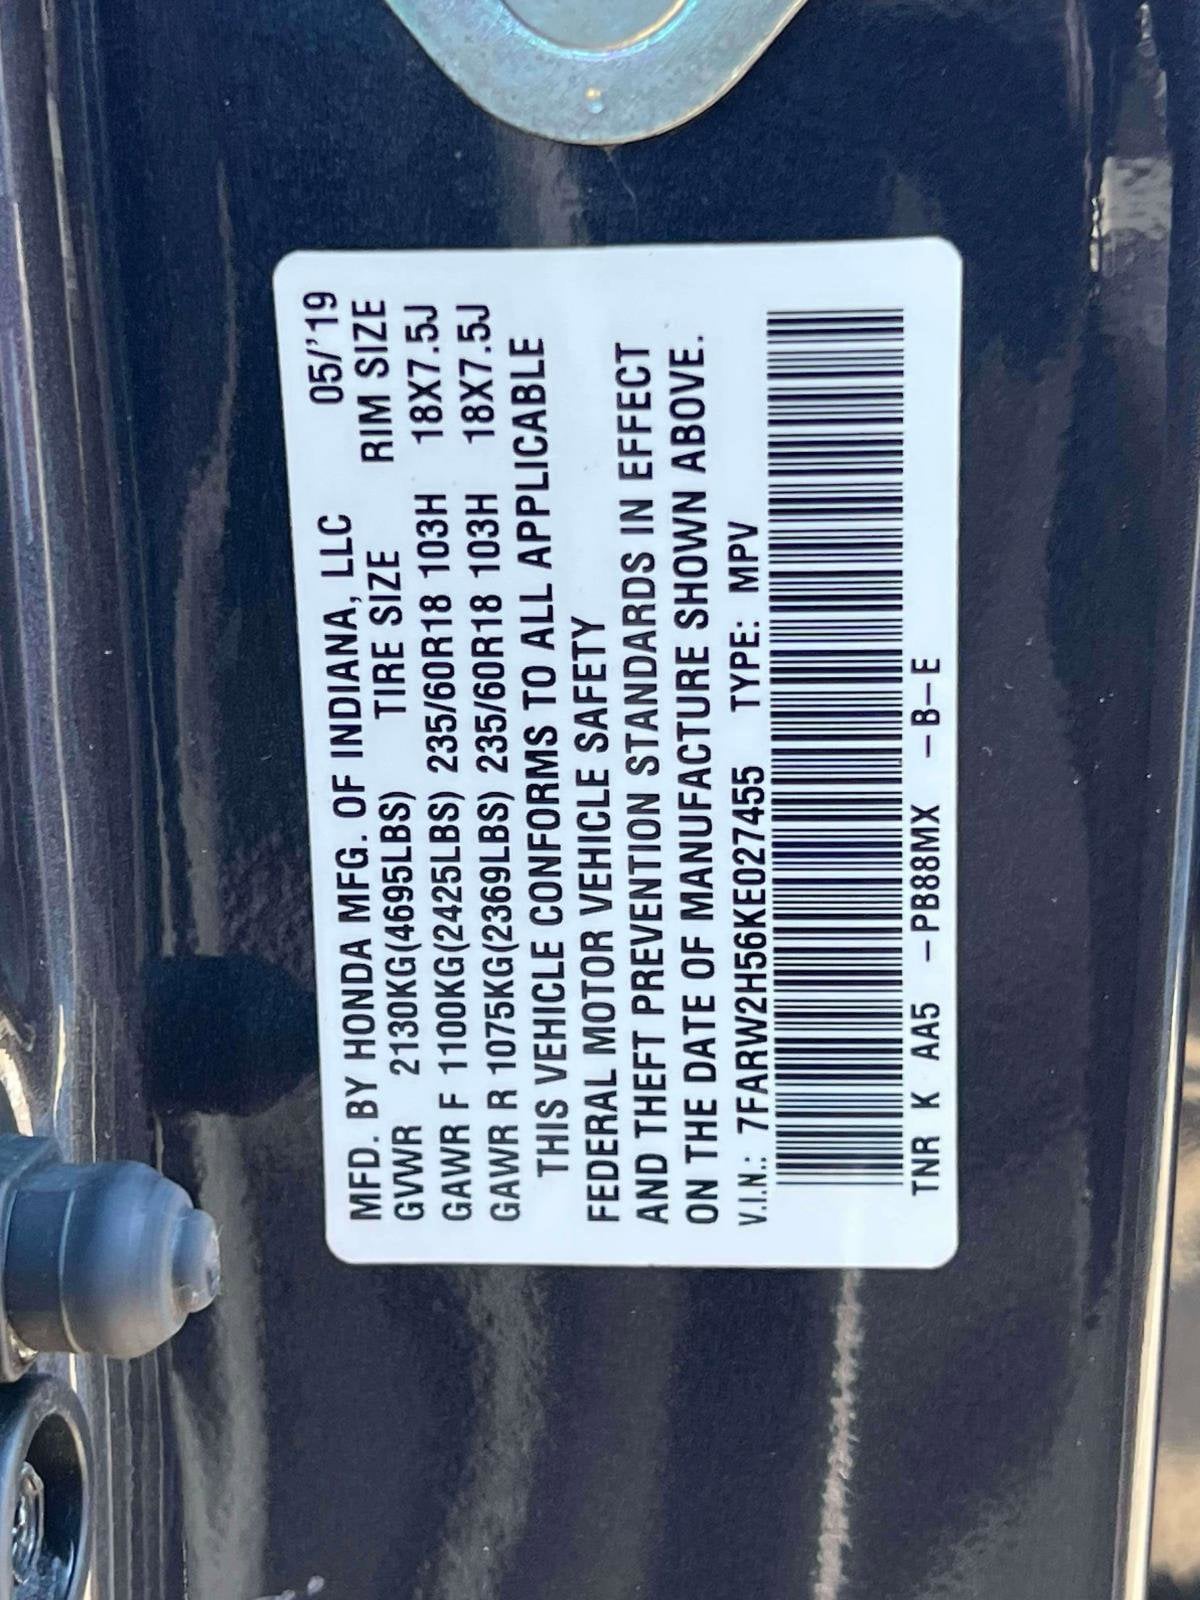 MFD. BY HONDA MFG. OF INDIANA, LLC 05/'19
GVWR 2130KG(4695LBS) TIRE SIZE RIM SIZE
GAWR F 1100KG(2425LBS) 235/60R18 103H 18X7.5J
GAWR R 1075KG(2369LBS) 235/60R18 103H 18X7.5J
THIS VEHICLE CONFORMS TO ALL APPLICABLE
FEDERAL MOTOR VEHICLE SAFETY
AND THEFT PREVENTION STANDARDS IN EFFECT
ON THE DATE OF MANUFACTURE SHOWN ABOVE.
V.I.N.: 7FARW2H56KE027455 TYPE: MPV
TNR K AA5 -PB88MX -B-E